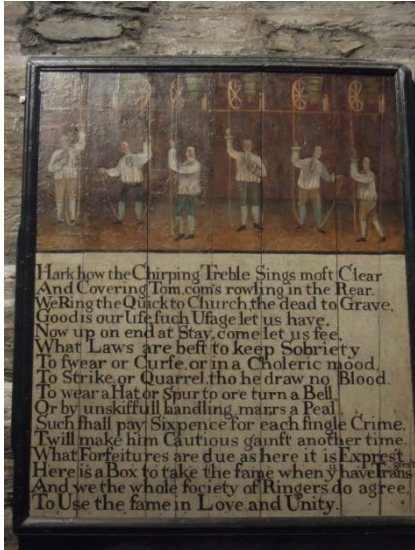 Hark how the Chirping Treble Sings moſt Clear
And Covering Tom com's rowling in the Rear.
We Ring the Quick to Church, the dead to Grave,
Good is our Uſe, ſuch Uſage let us have,
Now up on end at Stay, come let us ſee,
What Laws are beſt to keep Sobriety
To ſwear or Curſe, or in a Choleric mood,
To Strike or Quarrel, tho he draw no Blood.
To wear a Hat or Spur to o're turn a Bell,
Or by unskilfull handling marrs a Peal,
Such ſhall pay Sixpence for each ſingle Crime,
Twill make him Cautious gainſt another time.
What Forfeitures are due as here it is Expreſt
Here is a Box to take the ſame when ÿ have Transgreſt
And we the whole ſociety of Ringers do agree
To Use the ſame in Love and Unity.